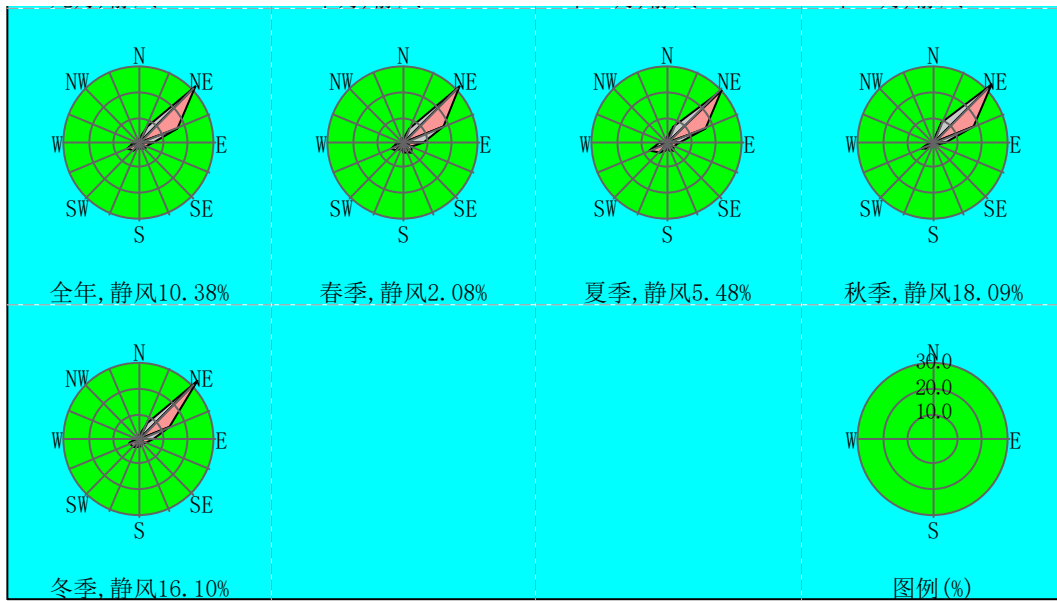 N N N N
NW NE NW NE NW NE NW NE
W E W E W E W E
SW SE SW SE SW SE SW SE
S S S S
全年,静风10.38% 春季,静风2.08% 夏季,静风5.48% 秋季,静风18.09%
N N
NW NE 30.0
20.0
10.0
W E W E
SW SE
S S
冬季,静风16.10% 图例(%)